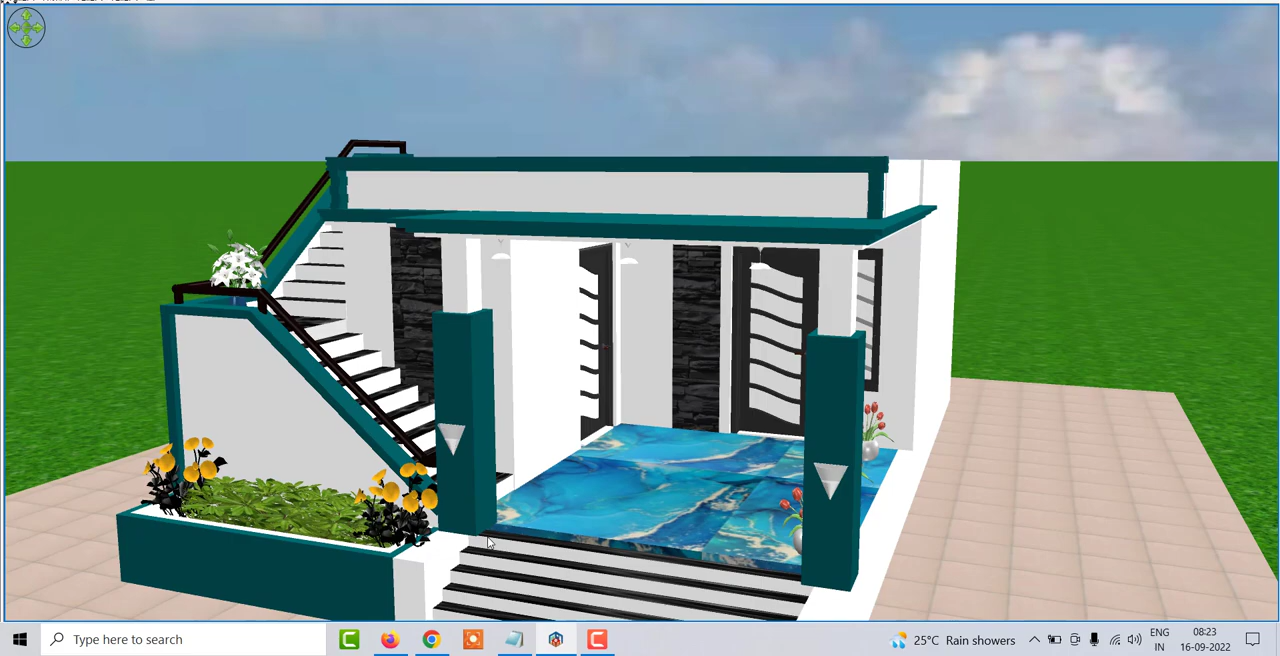 Type here to search
25°C Rain showers
ENG
IN
08:23
16-09-2022